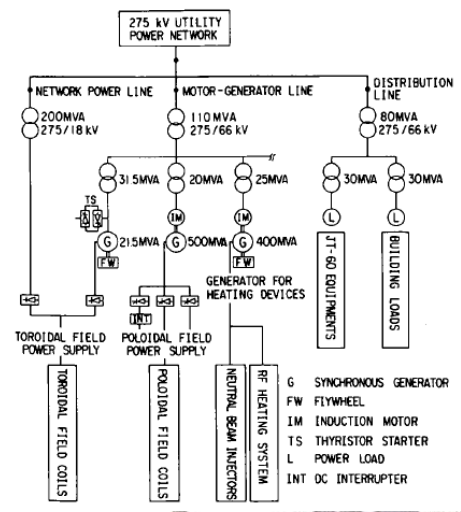 275 kV UTILITY
POWER NETWORK
NETWORK POWER LINE
MOTOR-GENERATOR LINE
DISTRIBUTION
LINE
200MVA
275/18 kV
110MVA
275/66 kV
80MVA
275/66 kV
31.5MVA
20MVA
25MVA
30MVA
30MVA
TS
IM
IM
L
L
G
21.5MVA
G
500MVA
G
400MVA
FW
FW
GENERATOR FOR
HEATING DEVICES
INT
TOROIDAL FIELD
POWER SUPPLY
POLOIDAL FIELD
POWER SUPPLY
JT-60 EQUIPMENTS
BUILDING LOADS
TOROIDAL FIELD COILS
POLOIDAL FIELD COILS
NEUTRAL BEAM INJECTORS
RF HEATING SYSTEM
G SYNCHRONOUS GENERATOR
FW FlYWHEEL
IM INDUCTION MOTOR
TS THYRISTOR STARTER
L POWER LOAD
INT DC INTERRUPTER